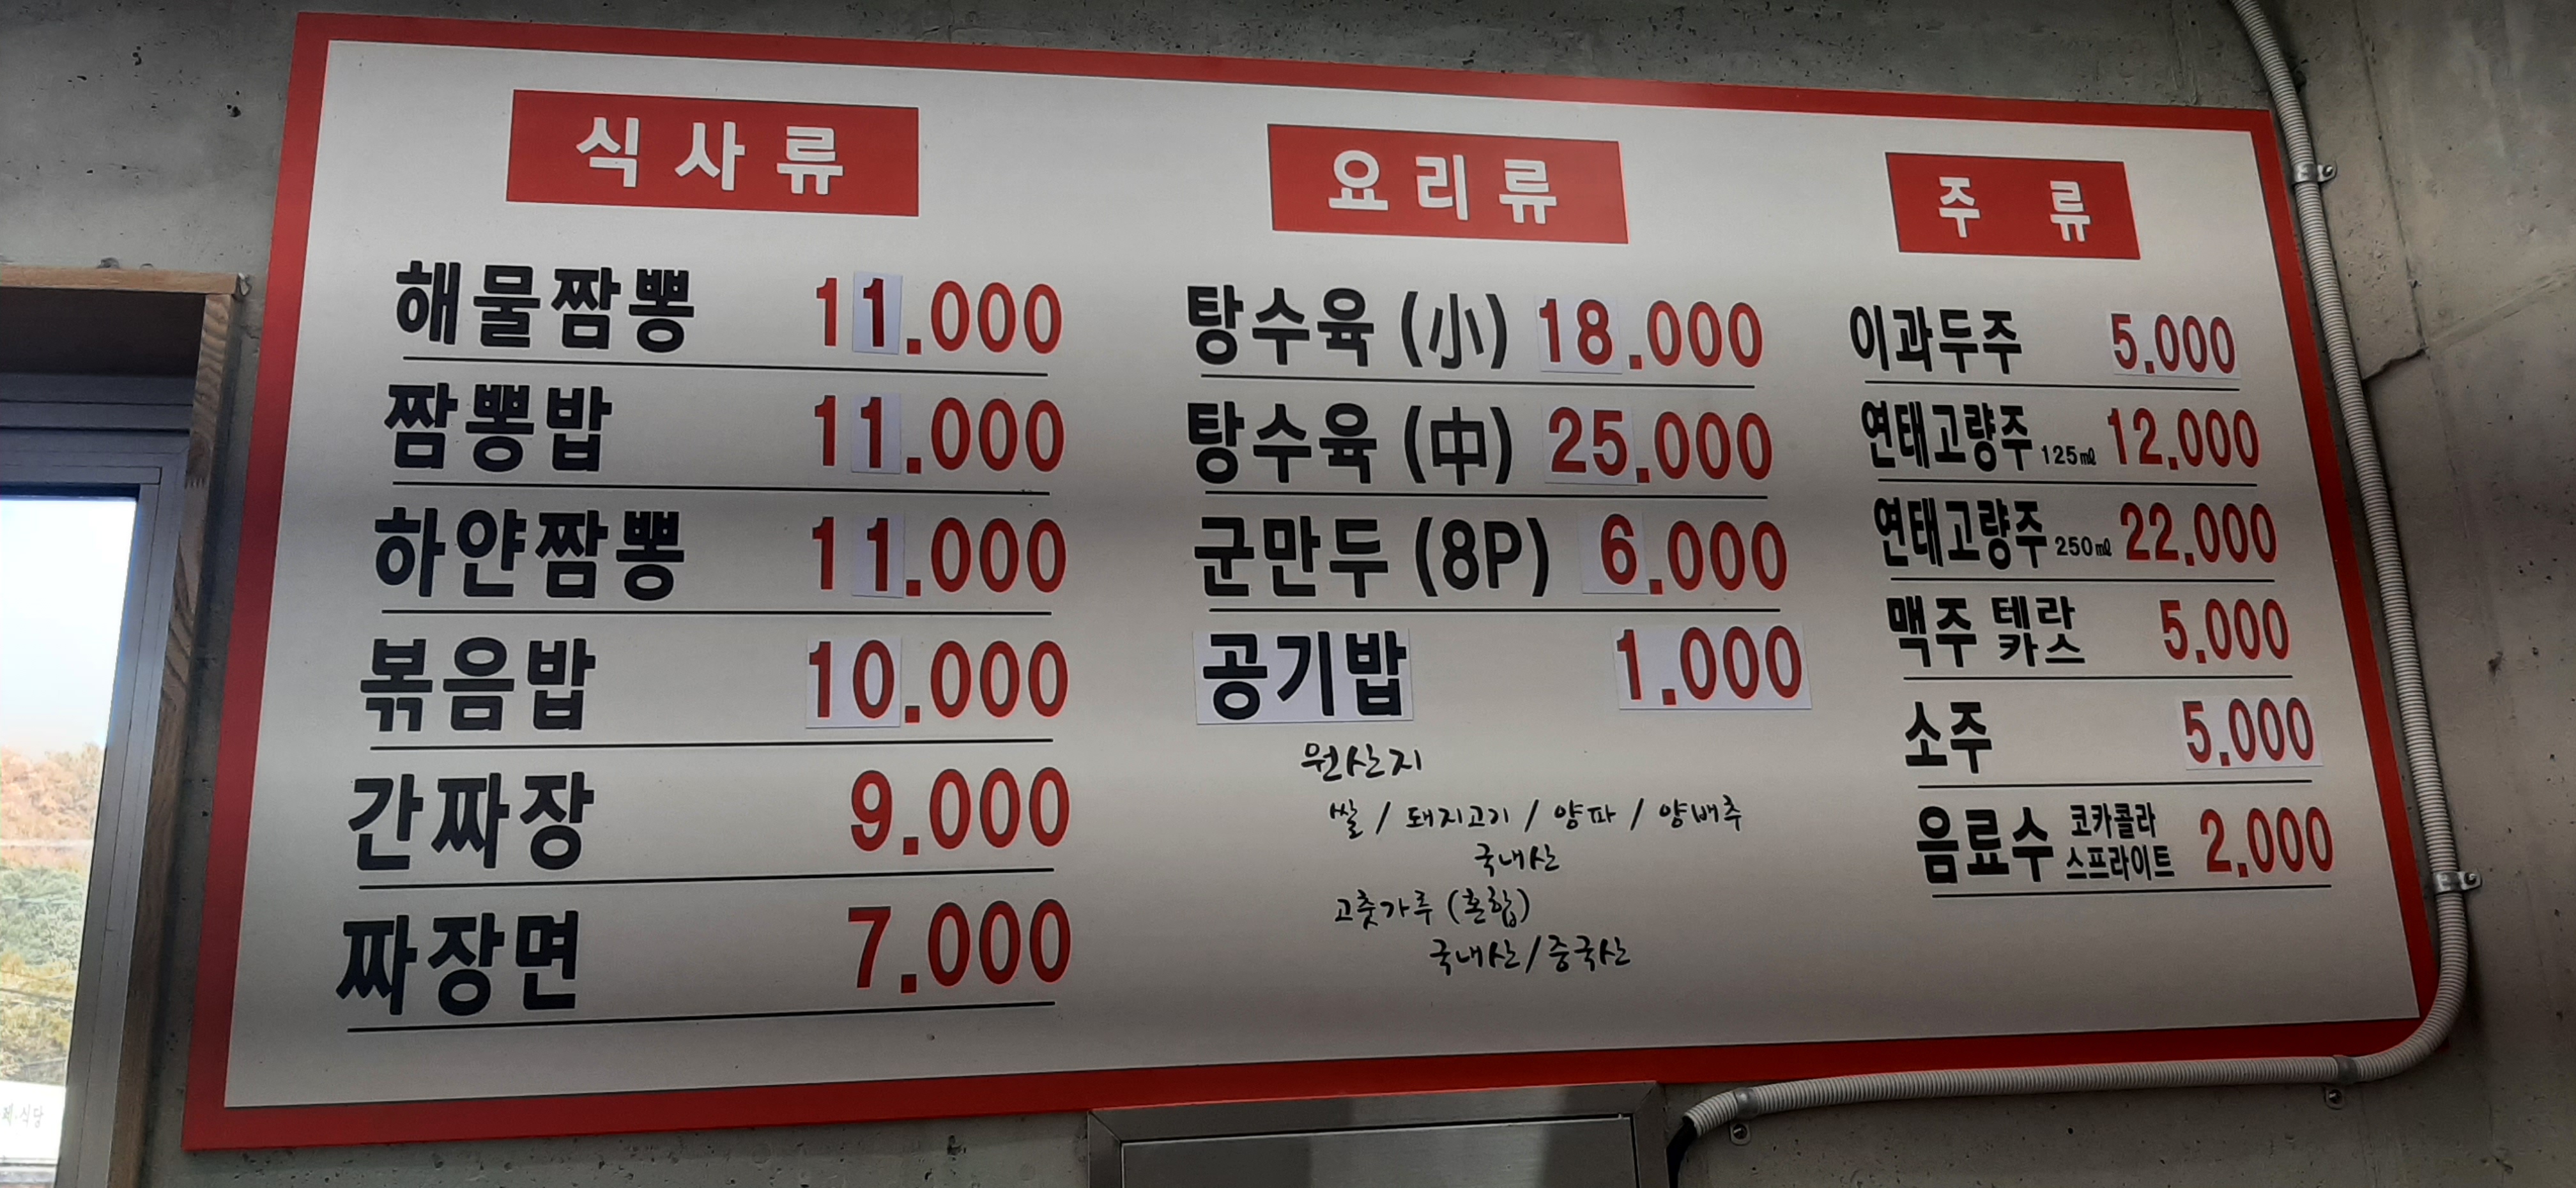 식사류
해물짬뽕 11.000
짬뽕밥 11.000
하얀짬뽕 11.000
볶음밥 10.000
간짜장 9.000
짜장면 7.000
요리류
탕수육 (小) 18.000
탕수육 (中) 25.000
군만두 (8P) 6.000
공기밥 1.000
원산지
쌀 / 돼지고기 / 양파 / 양배추
국내산
고춧가루 (혼합)
국내산/중국산
주류
이과두주 5.000
연태고량주 125㎖ 12.000
연태고량주 250㎖ 22.000
맥주 테라 카스 5.000
소주 5.000
음료수 코카콜라 스프라이트 2.000
식당